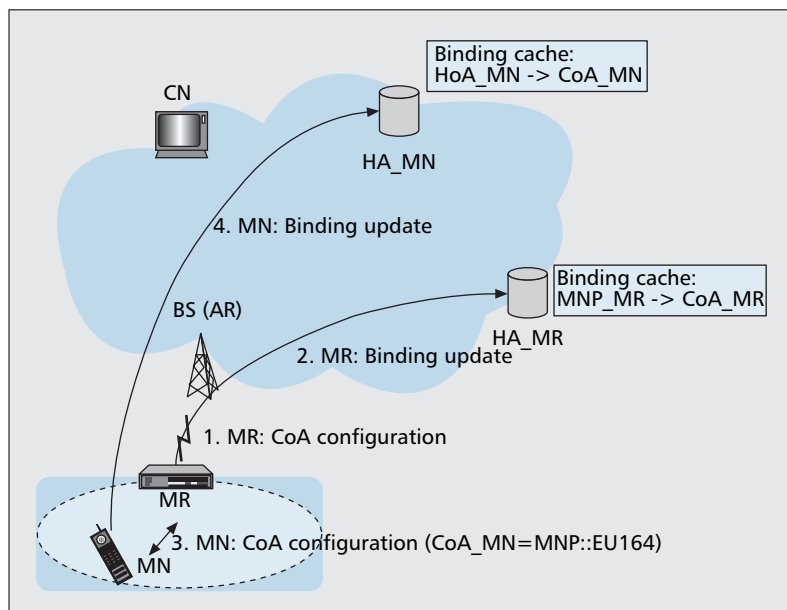 Binding cache:
HoA_MN -> CoA_MN
CN
HA_MN
4. MN: Binding update
Binding cache:
MNP_MR -> CoA_MR
BS (AR)
HA_MR
2. MR: Binding update
1. MR: CoA configuration
MR
3. MN: CoA configuration (CoA_MN=MNP::EU164)
MN